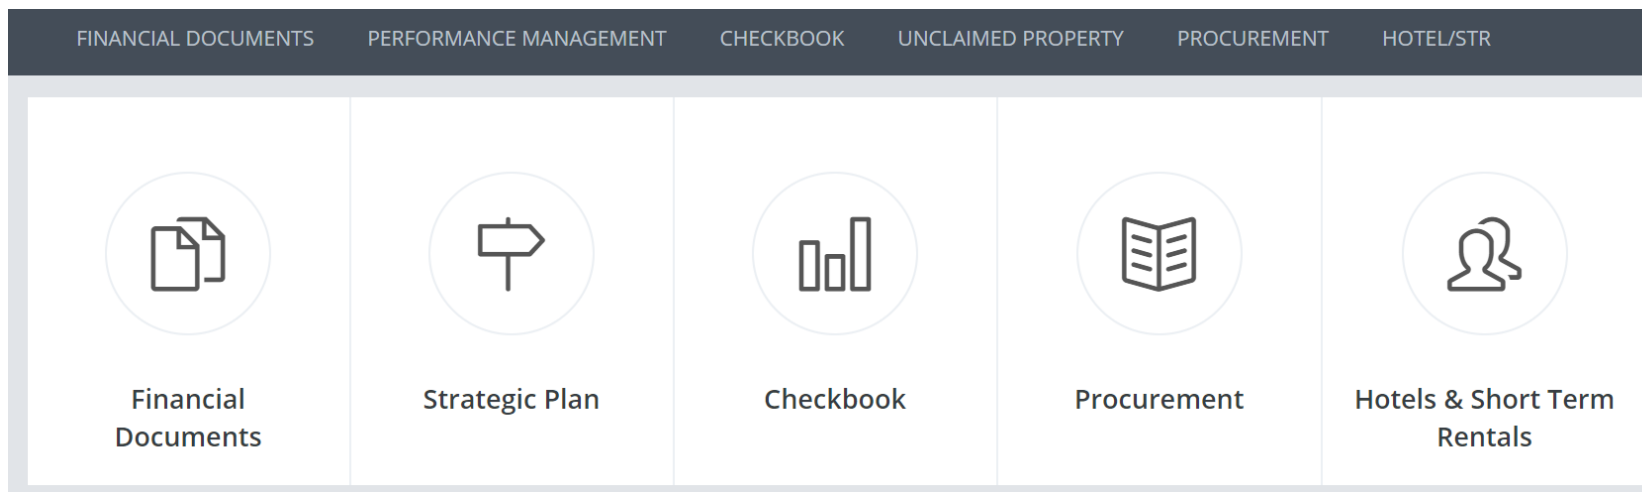 FINANCIAL DOCUMENTS PERFORMANCE MANAGEMENT CHECKBOOK UNCLAIMED PROPERTY PROCUREMENT HOTEL/STR
Financial
Documents
Strategic Plan
Checkbook
Procurement
Hotels & Short Term
Rentals